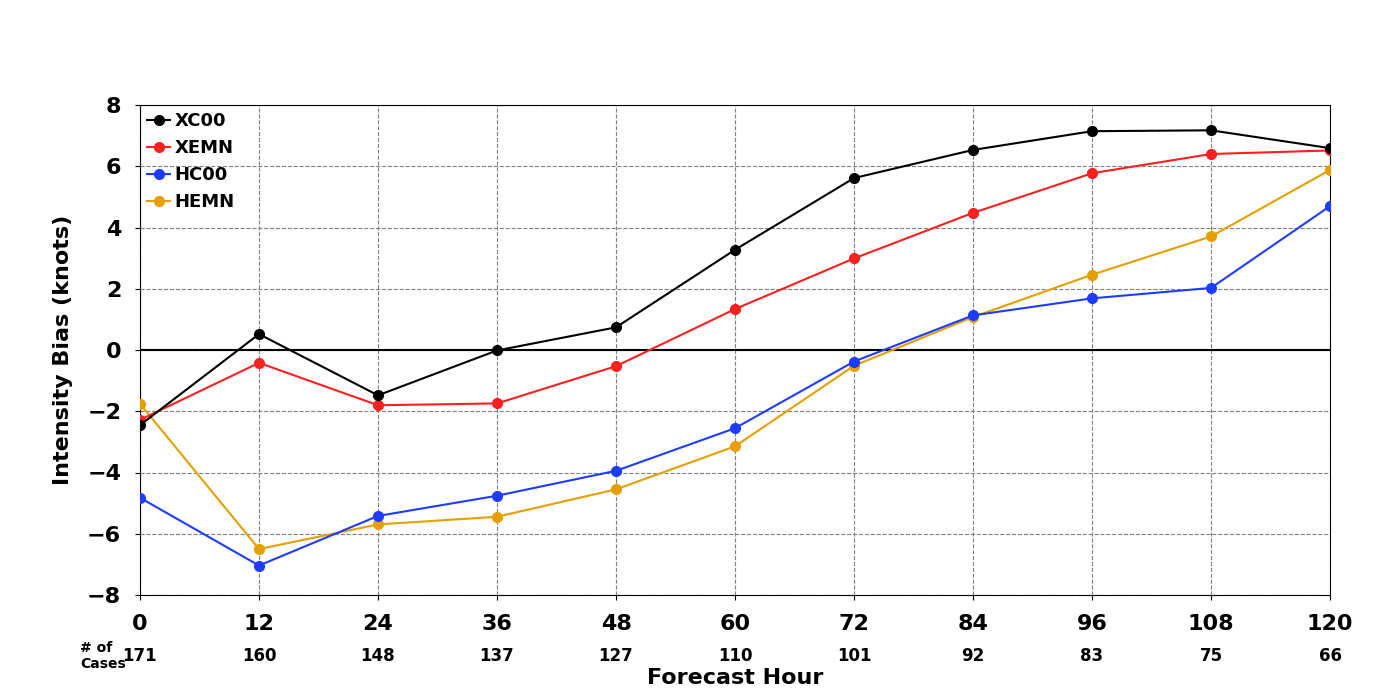 8
6
4
2
0
−2
−4
−6
−8
Intensity Bias (knots)
XC00
XEMN
HC00
HEMN
0 12 24 36 48 60 72 84 96 108 120
# of
Cases
171 160 148 137 127 110 101 92 83 75 66
Forecast Hour